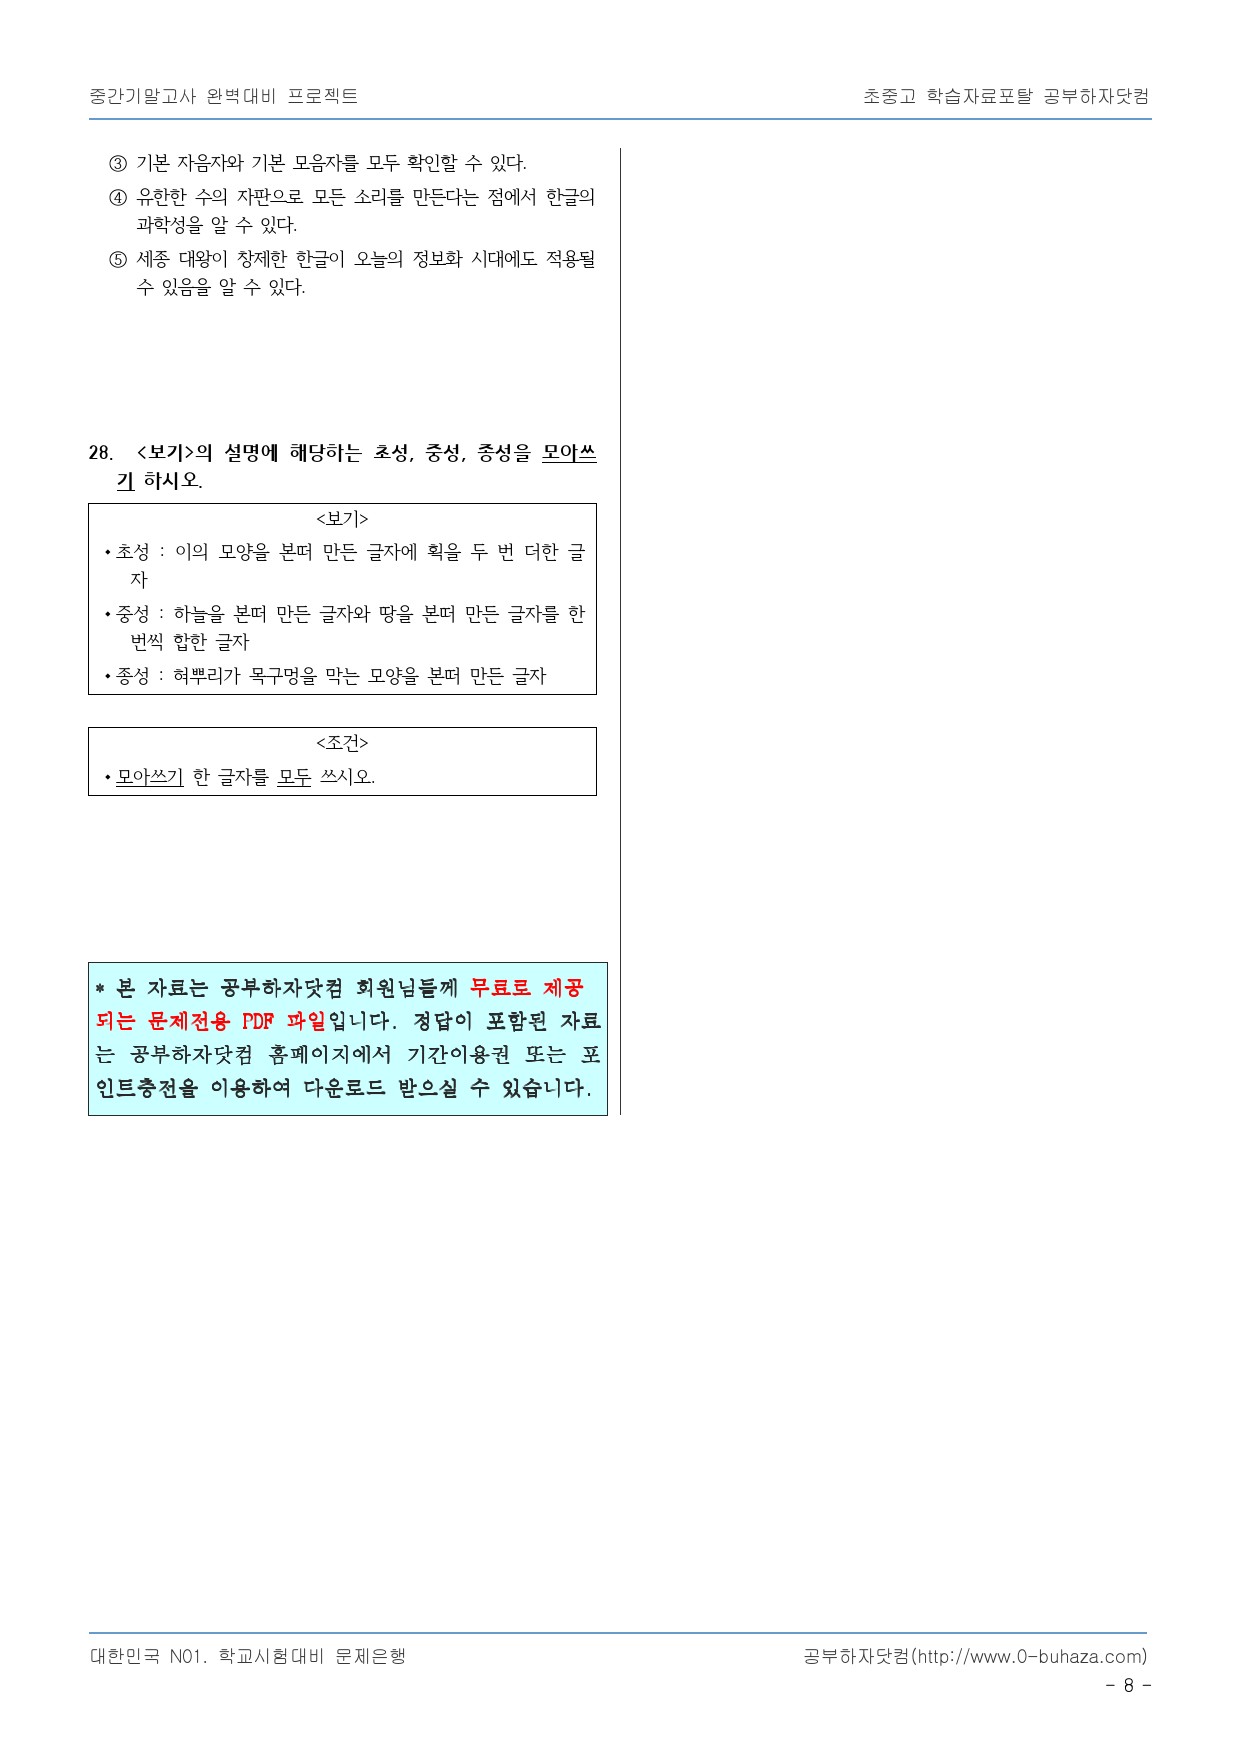 중간기말고사 완벽대비 프로젝트 초중고 학습자료포탈 공부하자닷컴
③ 기본 자음자와 기본 모음자를 모두 확인할 수 있다.
④ 유한한 수의 자판으로 모든 소리를 만든다는 점에서 한글의
과학성을 알 수 있다.
⑤ 세종 대왕이 창제한 한글이 오늘의 정보화 시대에도 적용될
수 있음을 알 수 있다.
28. <보기>의 설명에 해당하는 초성, 중성, 종성을 모아쓰
기 하시오.
<보기>
•초성 : 이의 모양을 본떠 만든 글자에 획을 두 번 더한 글
자
•중성 : 하늘을 본떠 만든 글자와 땅을 본떠 만든 글자를 한
번씩 합한 글자
•종성 : 혀뿌리가 목구멍을 막는 모양을 본떠 만든 글자
<조건>
•모아쓰기 한 글자를 모두 쓰시오.
* 본 자료는 공부하자닷컴 회원님들께 무료로 제공
되는 문제전용 PDF 파일입니다. 정답이 포함된 자료
는 공부하자닷컴 홈페이지에서 기간이용권 또는 포
인트충전을 이용하여 다운로드 받으실 수 있습니다.
대한민국 N01. 학교시험대비 문제은행 공부하자닷컴(http://www.0-buhaza.com)
- 8 -